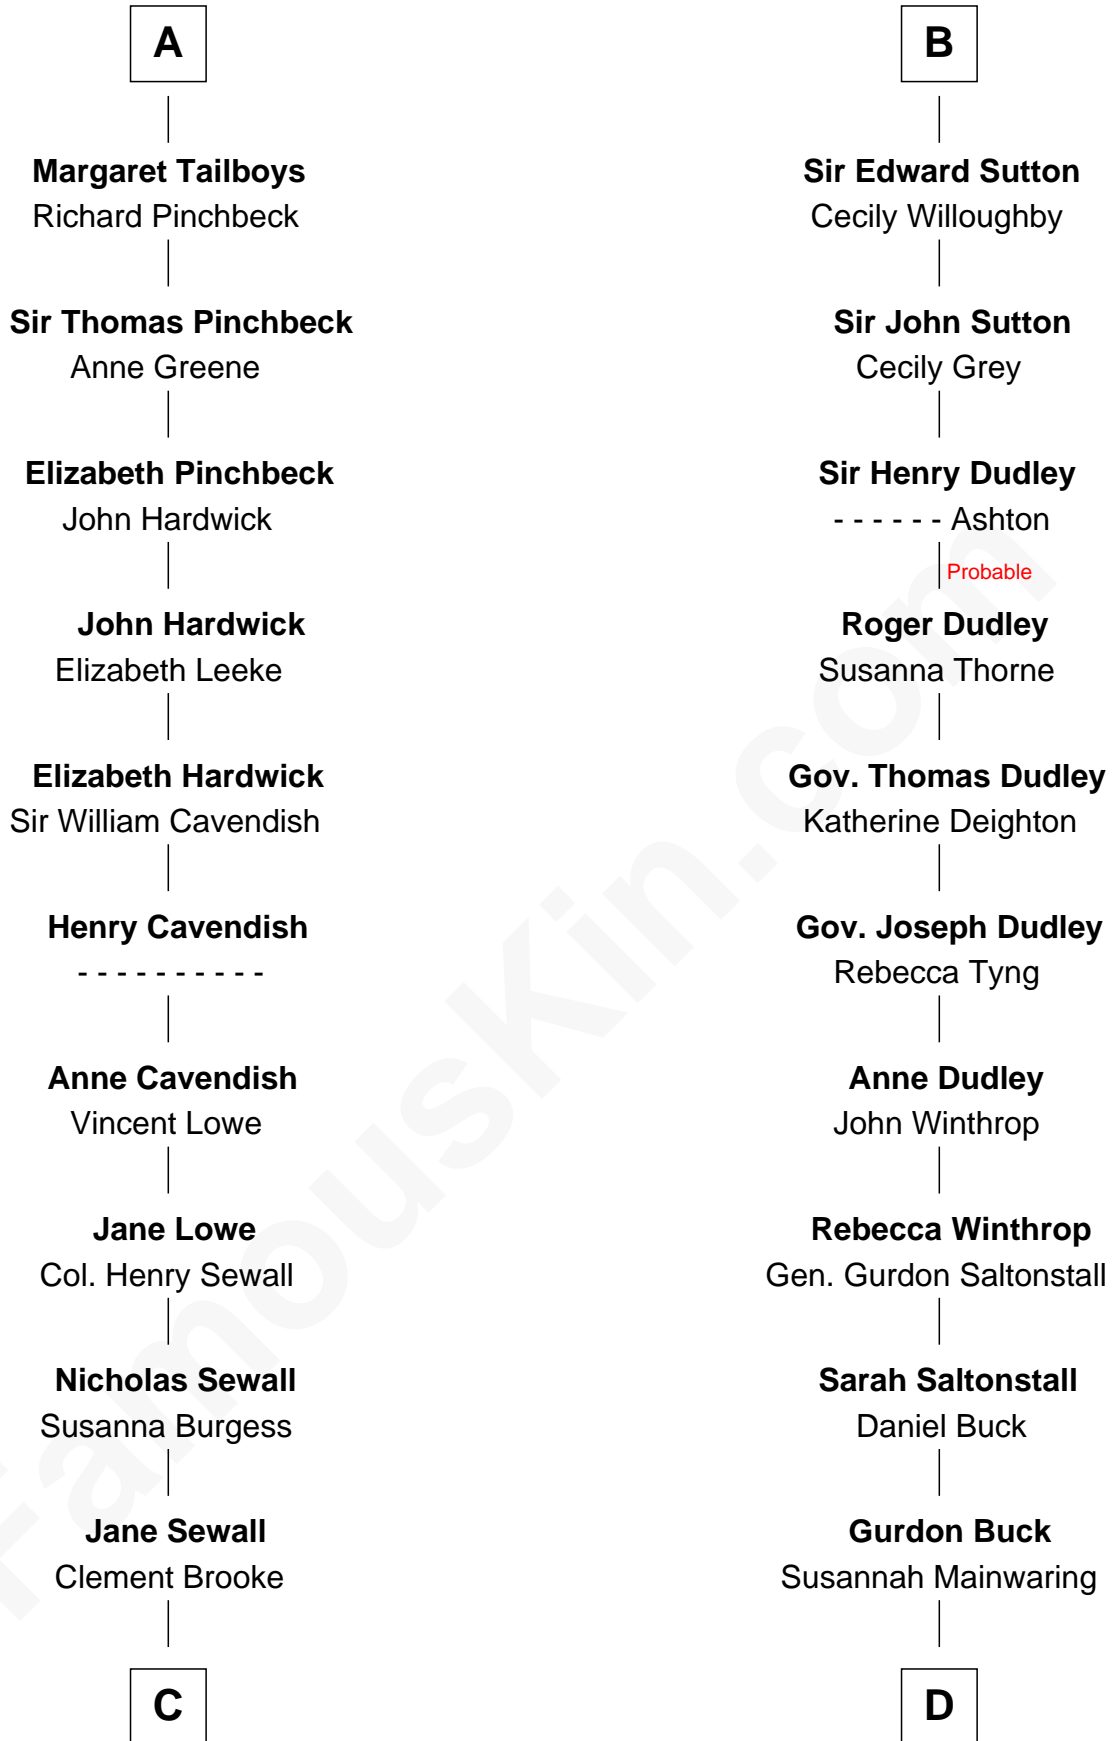 A
Margaret Tailboys
Richard Pinchbeck
Sir Thomas Pinchbeck
Anne Greene
Elizabeth Pinchbeck
John Hardwick
John Hardwick
Elizabeth Leeke
Elizabeth Hardwick
Sir William Cavendish
Henry Cavendish
- - - - - - - - - -
Anne Cavendish
Vincent Lowe
Jane Lowe
Col. Henry Sewall
Nicholas Sewall
Susanna Burgess
Jane Sewall
Clement Brooke
C
B
Sir Edward Sutton
Cecily Willoughby
Sir John Sutton
Cecily Grey
Sir Henry Dudley
- - - - - - Ashton
Probable
Roger Dudley
Susanna Thorne
Gov. Thomas Dudley
Katherine Deighton
Gov. Joseph Dudley
Rebecca Tyng
Anne Dudley
John Winthrop
Rebecca Winthrop
Gen. Gurdon Saltonstall
Sarah Saltonstall
Daniel Buck
Gurdon Buck
Susannah Mainwaring
D
FamousKin.com